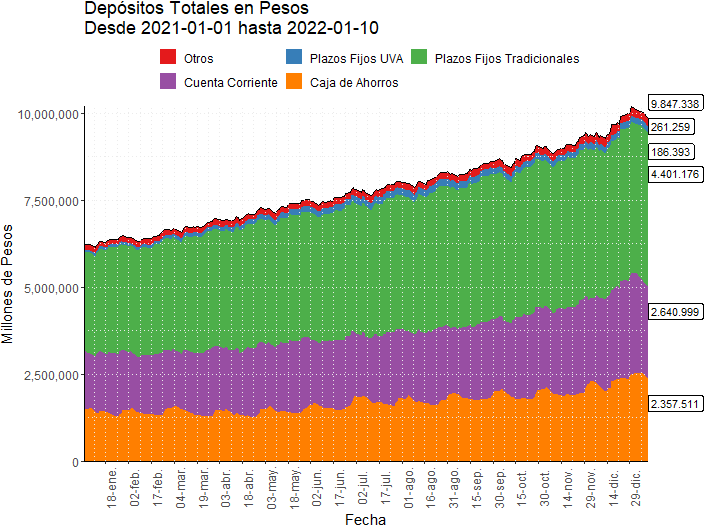 Depósitos Totales en Pesos
Desde 2021-01-01 hasta 2022-01-10
Otros
Plazos Fijos UVA
Plazos Fijos Tradicionales
Cuenta Corriente
Caja de Ahorros
Millones de Pesos
10,000,000
7,500,000
5,000,000
2,500,000
0
9.847.338
261.259
186.393
4.401.176
2.640.999
2.357.511
18-ene.
02-feb.
17-feb.
04-mar.
19-mar.
03-abr.
18-abr.
03-may.
18-may.
02-jun.
17-jun.
02-jul.
17-jul.
01-ago.
16-ago.
31-ago.
15-sep.
30-sep.
15-oct.
30-oct.
14-nov.
29-nov.
14-dic.
29-dic.
Fecha